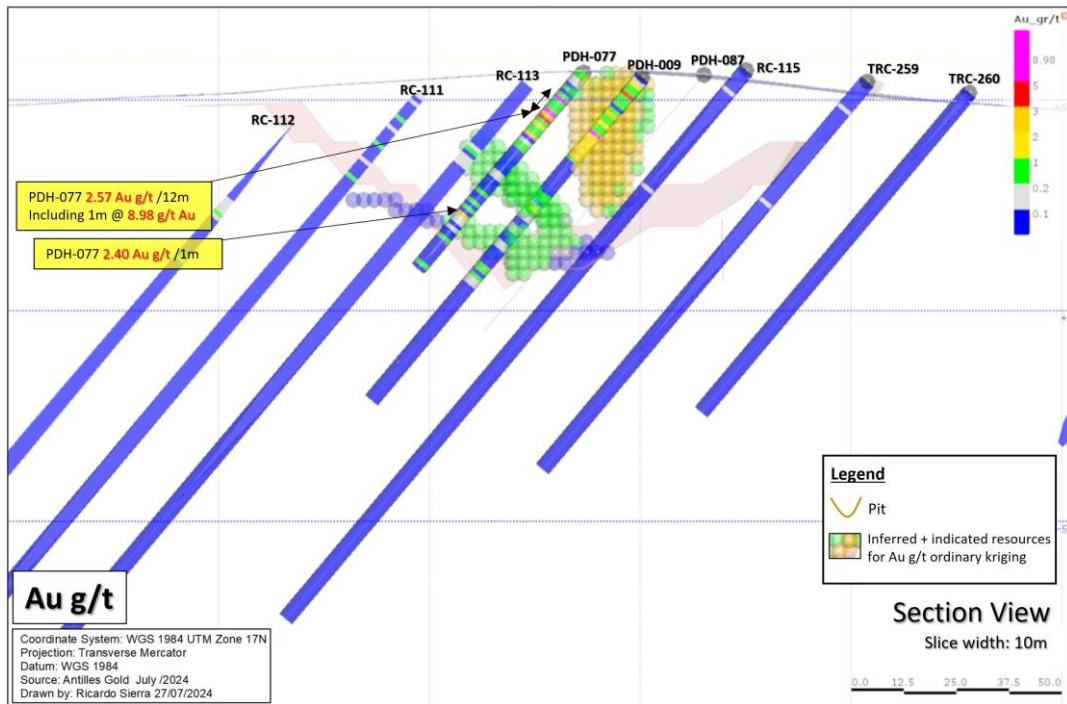 Au_gr/t
8.98
5
3
2
1
0.2
0.1
PDH-077
RC-113
PDH-009
PDH-087
RC-115
TRC-259
TRC-260
RC-111
RC-112
PDH-077 2.57 Au g/t /12m
Including 1m @ 8.98 g/t Au
PDH-077 2.40 Au g/t /1m
Legend
Pit
Inferred + indicated resources
for Au g/t ordinary kriging
Au g/t
Section View
Slice width: 10m
Coordinate System: WGS 1984 UTM Zone 17N
Projection: Transverse Mercator
Datum: WGS 1984
Source: Antilles Gold July /2024
Drawn by: Ricardo Sierra 27/07/2024
0.0 12.5 25.0 37.5 50.0